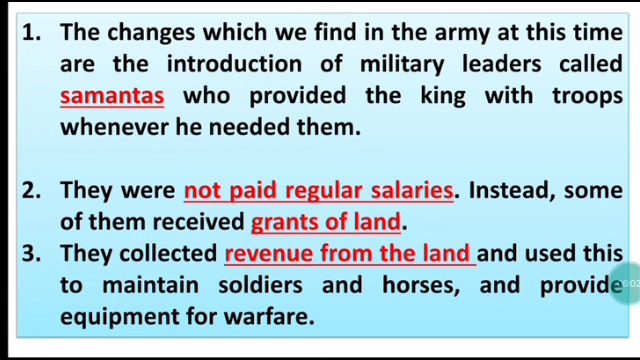 1. The changes which we find in the army at this time
are the introduction of military leaders called
samantas who provided the king with troops
whenever he needed them.
2. They were not paid regular salaries. Instead, some
of them received grants of land.
3. They collected revenue from the land and used this
to maintain soldiers and horses, and provide
equipment for warfare.